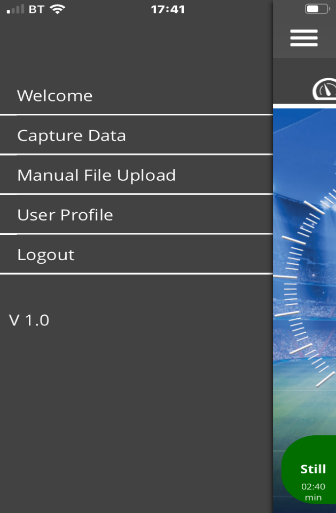 BT 17:41
Welcome
Capture Data
Manual File Upload
User Profile
Logout
V 1.0
Still
02:40
min